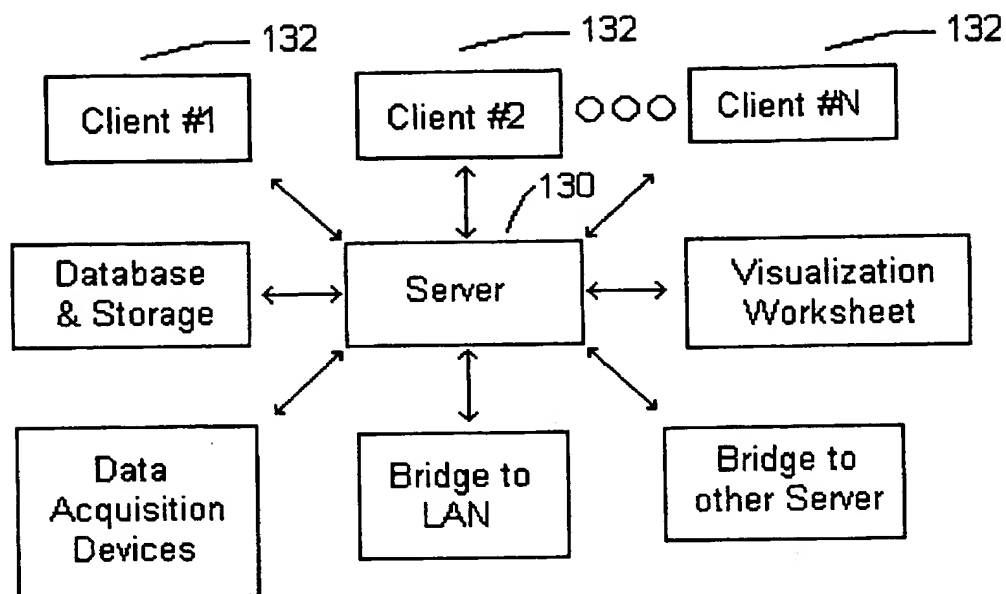 132
132
132
Client #1
Client #2
Client #N
130
Database
& Storage
Server
Visualization
Worksheet
Data
Acquisition
Devices
Bridge to
LAN
Bridge to
other Server